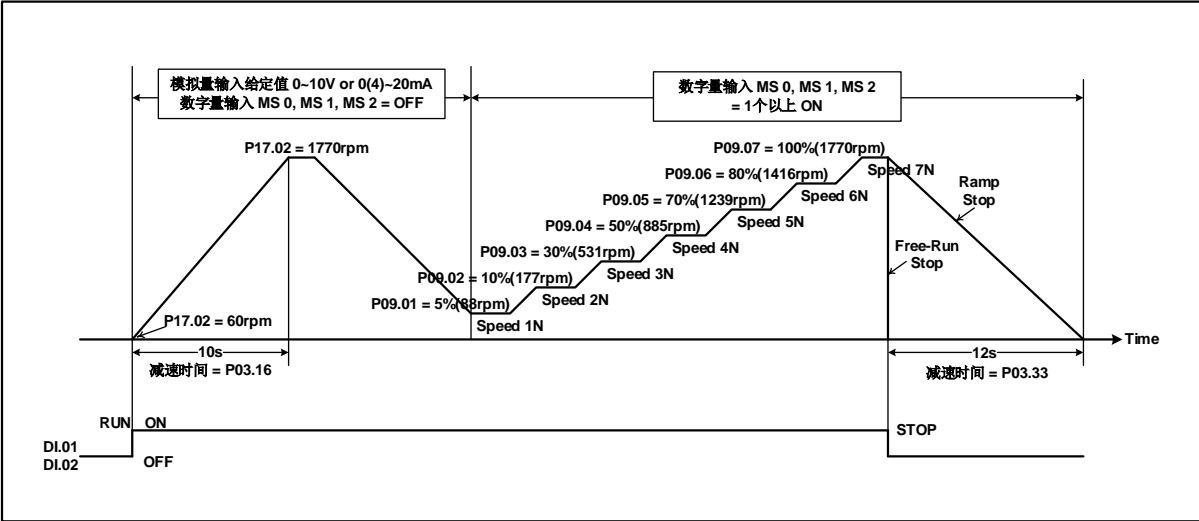 模拟量输入给定值 0~10V or 0(4)~20mA
数字量输入 MS 0, MS 1, MS 2 = OFF
数字量输入 MS 0, MS 1, MS 2
= 1个以上 ON
P17.02 = 1770rpm
P09.07 = 100%(1770rpm)
Speed 7N
P09.06 = 80%(1416rpm)
Speed 6N
P09.05 = 70%(1239rpm)
Speed 5N
P09.04 = 50%(885rpm)
Speed 4N
P09.03 = 30%(531rpm)
Speed 3N
P09.02 = 10%(177rpm)
Speed 2N
P09.01 = 5%(88rpm)
Speed 1N
Ramp
Stop
Free-Run
Stop
P17.02 = 60rpm
Time
10s
减速时间 = P03.16
12s
减速时间 = P03.33
RUN ON
STOP
DI.01
DI.02
OFF